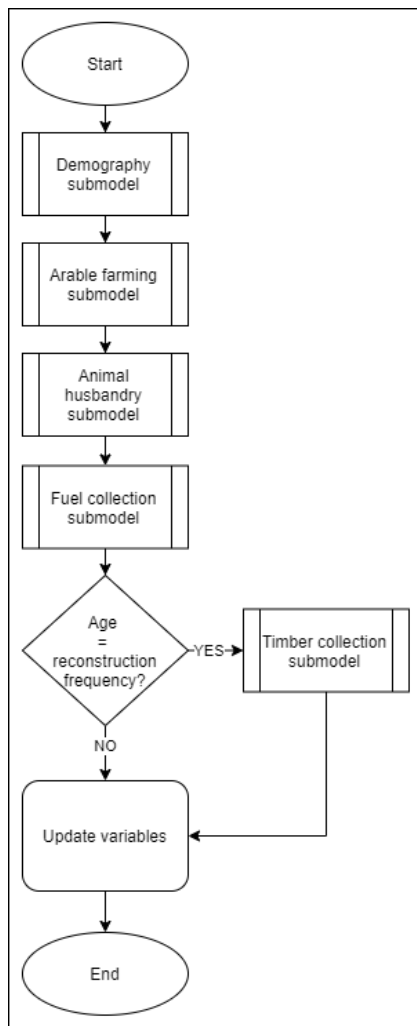 Start
Demography
submodel
Arable farming
submodel
Animal
husbandry
submodel
Fuel collection
submodel
Age
=
reconstruction
frequency?
YES
Timber collection
submodel
NO
Update variables
End